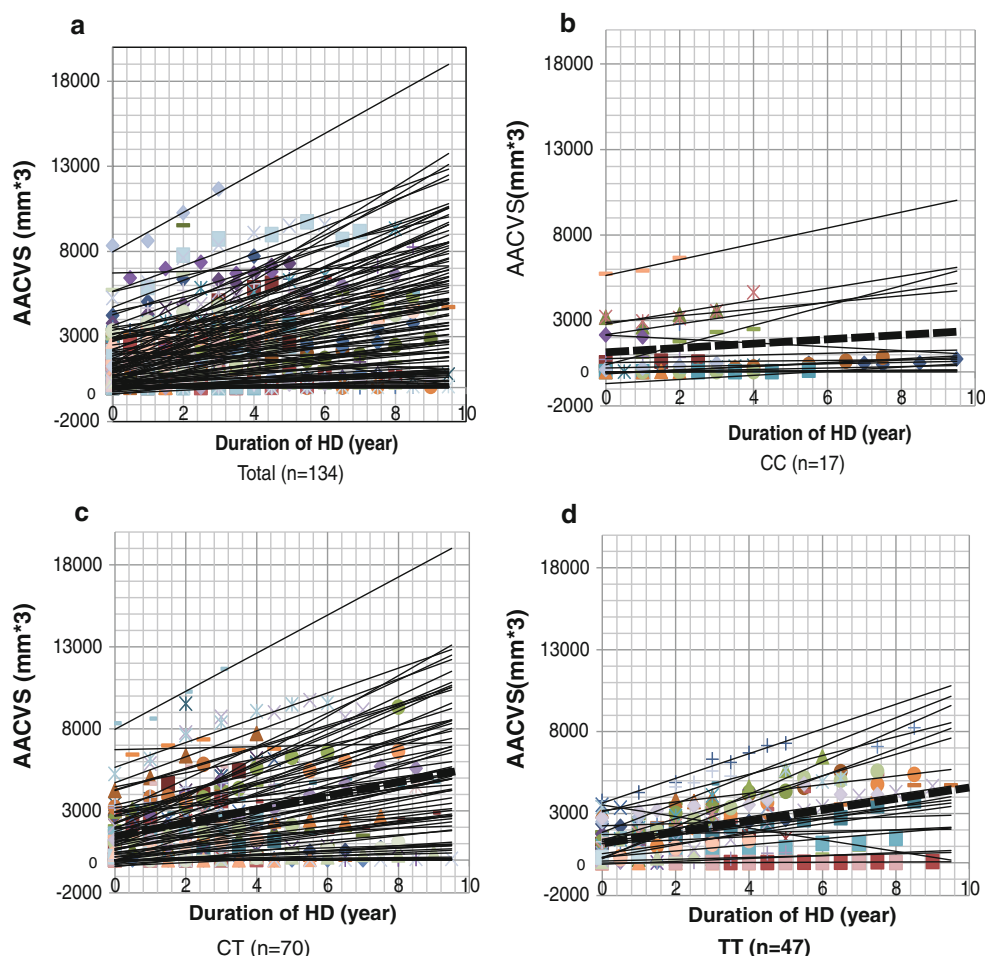 a
AACVS (mm*3)
18000
13000
8000
3000
0
-2000
0 2 4 6 8 10
Duration of HD (year)
Total (n=134)
b
AACVS(mm*3)
18000
13000
8000
3000
0
-2000
0 2 4 6 8 10
Duration of HD (year)
CC (n=17)
c
AACVS (mm*3)
18000
13000
8000
3000
0
-2000
0 2 4 6 8 10
Duration of HD (year)
CT (n=70)
d
AACVS(mm*3)
18000
13000
8000
3000
0
-2000
0 2 4 6 8 10
Duration of HD (year)
TT (n=47)